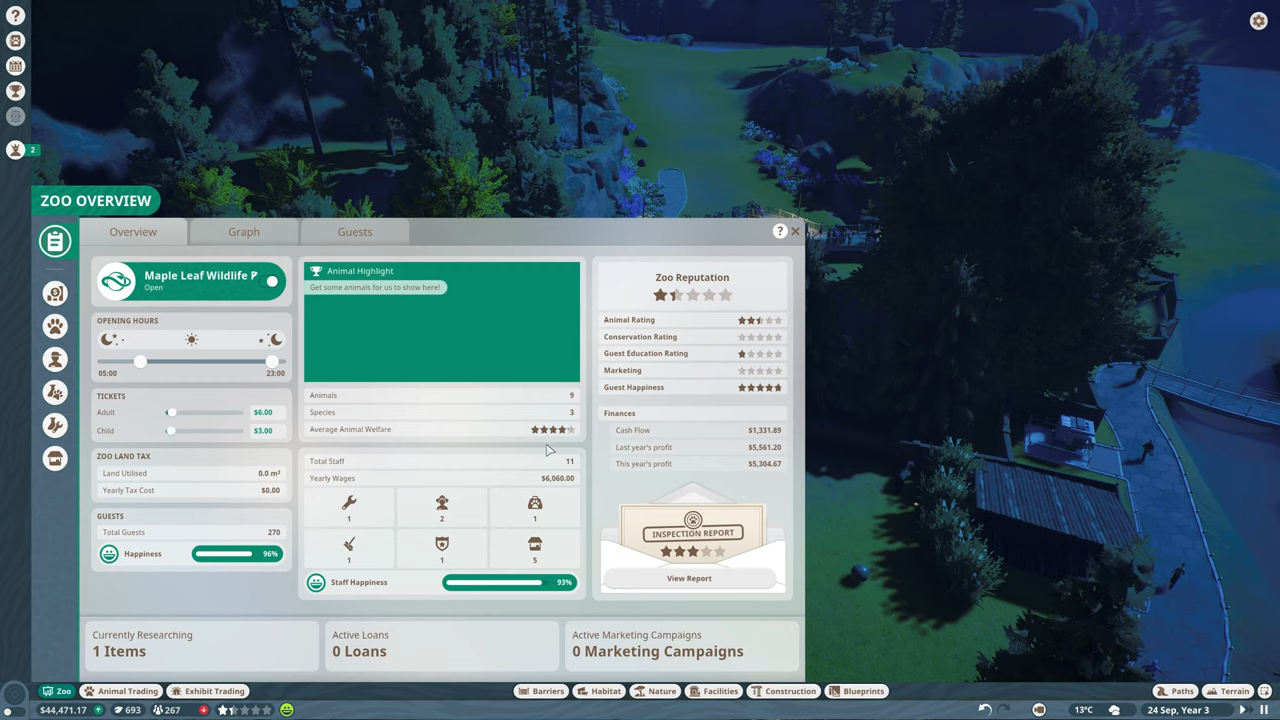 ?
2
ZOO OVERVIEW
Overview
Graph
Guests
?
Maple Leaf Wildlife P
Open
OPENING HOURS
05:00
23:00
TICKETS
Adult
$6.00
Child
$3.00
ZOO LAND TAX
Land Utilised
0.0 m²
Yearly Tax Cost
$0.00
GUESTS
Total Guests
270
Happiness
96%
Animal Highlight
Get some animals for us to show here!
Animals
9
Species
3
Average Animal Welfare
Total Staff
11
Yearly Wages
$6,060.00
1
2
1
1
1
5
Staff Happiness
93%
Zoo Reputation
Animal Rating
Conservation Rating
Guest Education Rating
Marketing
Guest Happiness
Finances
Cash Flow
$1,331.89
Last year's profit
$5,561.20
This year's profit
$5,304.67
INSPECTION REPORT
View Report
Currently Researching
1 Items
Active Loans
0 Loans
Active Marketing Campaigns
0 Marketing Campaigns
Zoo
Animal Trading
Exhibit Trading
Barriers
Habitat
Nature
Facilities
Construction
Blueprints
Paths
Terrain
$44,471.17
693
267
13°C
24 Sep, Year 3